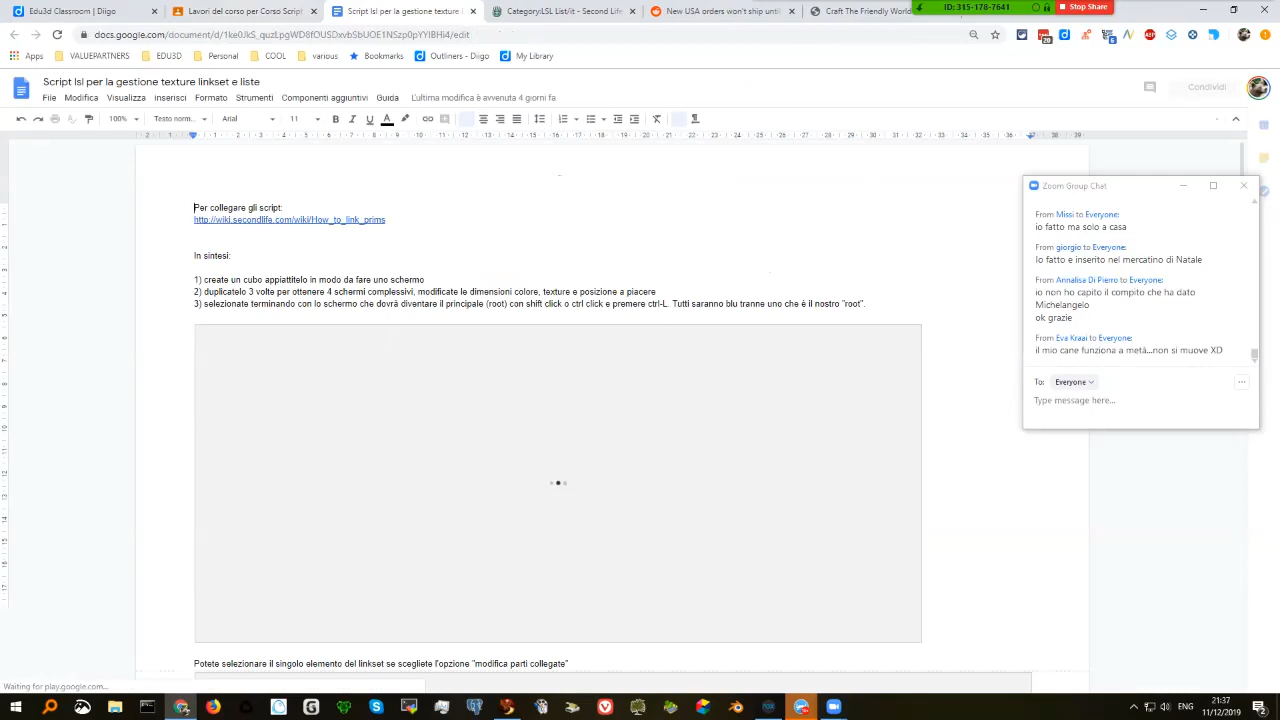 Edu3d Classroom | Diigo
Lavori del corso per Corso Script
Script lsl per la gestione texture l
CategoryLSL List/it - Second Life
New USA orders won't ship unti
Craft The Friendly World
ID: 315-178-7641
Stop Share
docs.google.com/document/d/
/edit
20
6
ABP
Apps
VALUEPARTNERS
EDU3D
Personal
COOL
various
Bookmarks
Outliners - Diigo
My Library
Script lsl per la gestione texture linkset e liste
File Modifica Visualizza Inserisci Formato Strumenti Componenti aggiuntivi Guida L'ultima modifica è avvenuta 4 giorni fa
Condividi
100% Testo norm... Arial 11
Per collegare gli script:
http://wiki.secondlife.com/wiki/How_to_link_prims
In sintesi:
1) create un cubo appiattitelo in modo da fare uno schermo
2) duplicatelo 3 volte per ottenere 4 schermi complessivi, modificate le dimensioni colore, texture e posizione a piacere
3) selezionate terminando con lo schermo che dovrà diventare il principale (root) con shift click o ctrl click e premere ctrl-L. Tutti saranno blu tranne uno che è il nostro "root".
Potete selezionare il singolo elemento del linkset se scegliete l'opzione "modifica parti collegate"
Zoom Group Chat
From Missi to Everyone:
io fatto ma solo a casa
From giorgio to Everyone:
Io fatto e inserito nel mercatino di Natale
From Annalisa Di Pierro to Everyone:
io non ho capito il compito che ha dato
Michelangelo
ok grazie
From Eva Kraai to Everyone:
il mio cane funziona a metà...non si muove XD
To: Everyone
Type message here...
Waiting for play.google.com...
ENG
21:37
11/12/2019
2